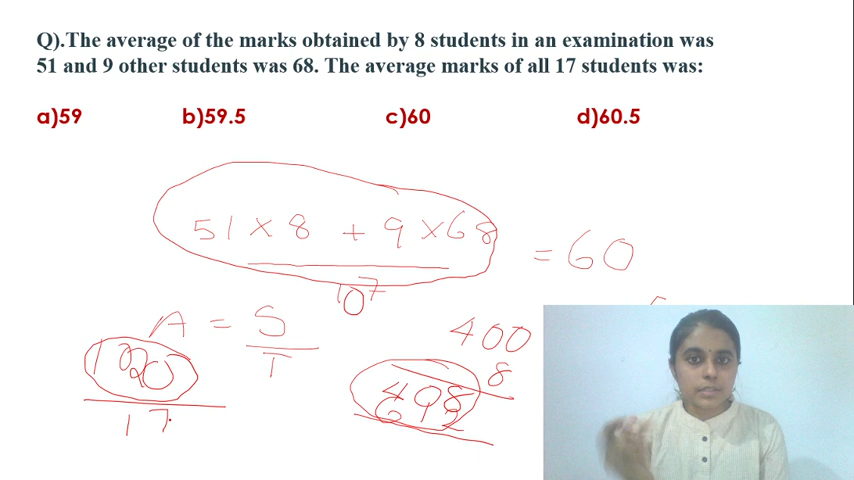 Q).The average of the marks obtained by 8 students in an examination was
51 and 9 other students was 68. The average marks of all 17 students was:
a)59 b)59.5 c)60 d)60.5
51 × 8 + 9 × 68
= 60
A = S
T
400
8
1020
17